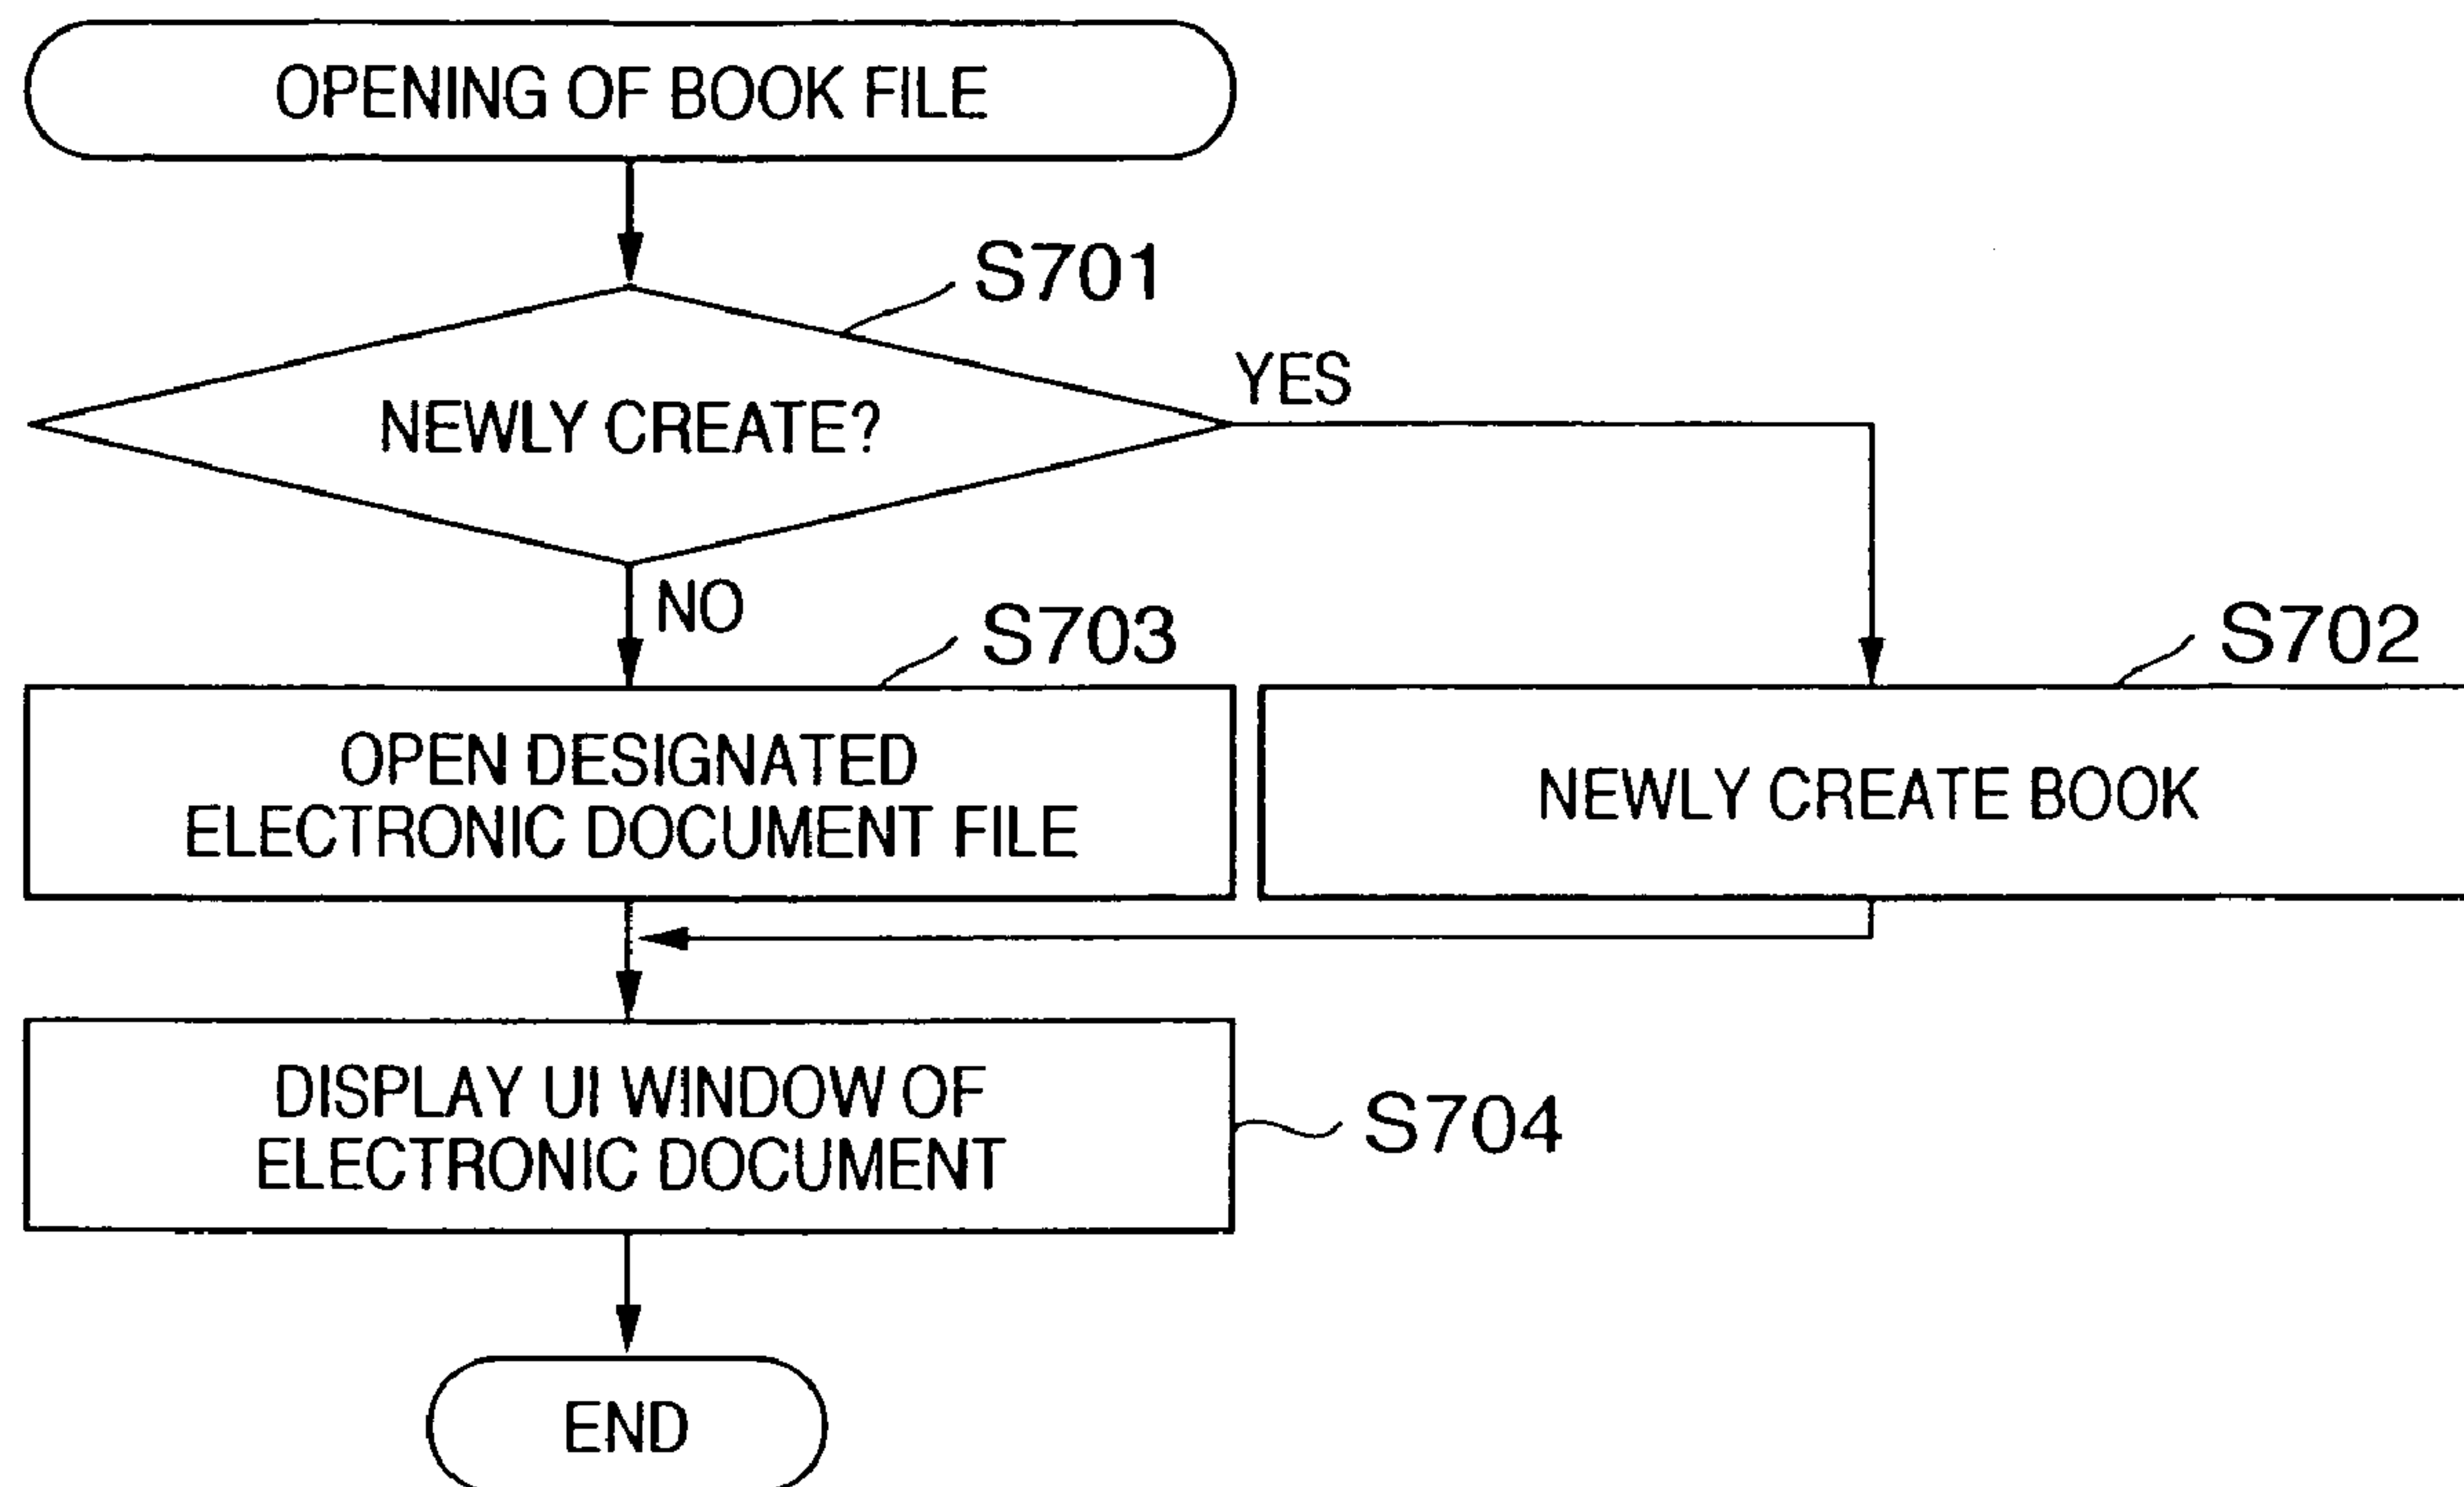 OPENING OF BOOK FILE
S701
NEWLY CREATE?
YES
NO
S703
S702
OPEN DESIGNATED
ELECTRONIC DOCUMENT FILE
NEWLY CREATE BOOK
DISPLAY UI WINDOW OF
ELECTRONIC DOCUMENT
S704
END